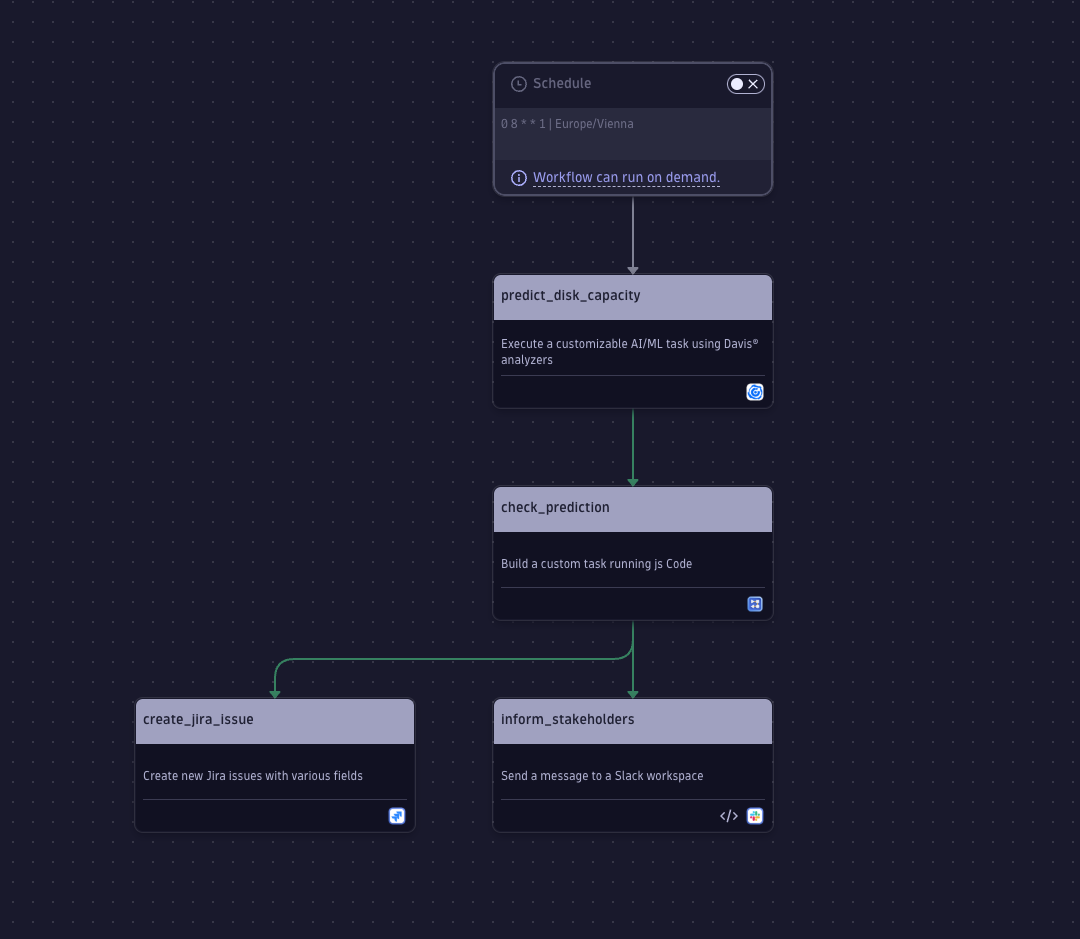 Schedule
0 8 * * 1 | Europe/Vienna
Workflow can run on demand.
predict_disk_capacity
Execute a customizable AI/ML task using Davis®
analyzers
check_prediction
Build a custom task running js Code
create_jira_issue
Create new Jira issues with various fields
inform_stakeholders
Send a message to a Slack workspace